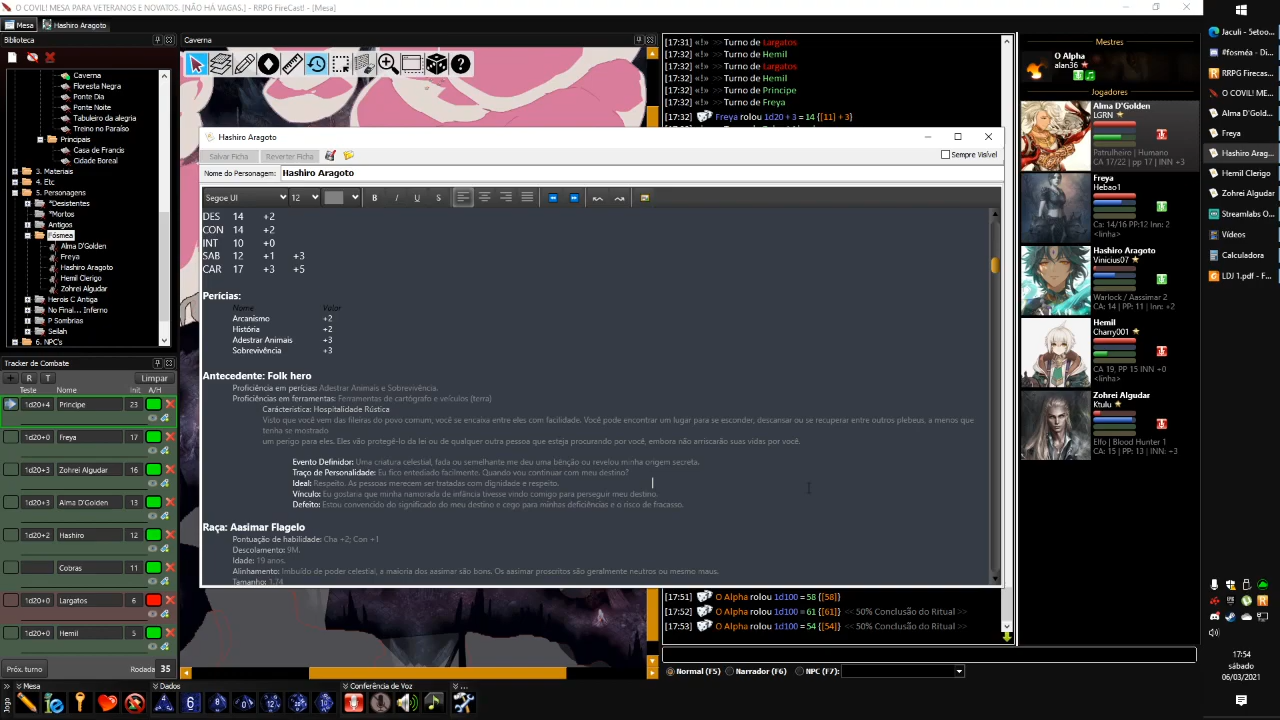 O COVIL! MESA PARA VETERANOS E NOVATOS. [NÃO HÁ VAGAS.] - RRPG FireCast! - [Mesa]
Mesa
Hashiro Aragoto
Biblioteca
Caverna
Floresta Negra
Ponte Dia
Ponte Noite
Tabuleiro da alegria
Treino no Paraíso
Principais
Casa de Francis
Cidade Boreal
3. Materiais
4. Etc
5. Personagens
*Desistentes
*Mortos
Antigos
Fósmea
Alma D'Golden
Freya
Hashiro Aragoto
Hemil Clerigo
Zohrei Algudar
Herois C Antiga
No Final... Inferno
P Sombrias
Selah
6. NPC's
Tracker de Combate
R
T
Limpar
Teste
Nome
Init.
A/H
1d20+4 Principe 23
1d20+0 Freya 17
1d20+3 Zohrei Algudar 16
1d20+3 Alma D'Golden 13
1d20+2 Hashiro 12
Cobras 11
1d20+0 Largatos 6
1d20+0 Hemil 5
Próx. turno
Rodada 35
Caverna
[17:31] «!» >> Turno de Largatos
[17:32] «!» >> Turno de Hemil
[17:32] «!» >> Turno de Largatos
[17:32] «!» >> Turno de Hemil
[17:32] «!» >> Turno de Principe
[17:32] «!» >> Turno de Freya
[17:32] Freya rolou 1d20 + 3 = 14 {[11] + 3}
Hashiro Aragoto
Salvar Ficha
Reverter Ficha
Sempre Visível
Nome do Personagem: Hashiro Aragoto
Segoe UI
12
B
I
U
S
DES 14 +2
CON 14 +2
INT 10 +0
SAB 12 +1 +3
CAR 17 +3 +5
Perícias:
Nome Valor
Arcanismo +2
História +2
Adestrar Animais +3
Sobrevivência +3
Antecedente: Folk hero
Proficiência em perícias: Adestrar Animais e Sobrevivência.
Proficiências em ferramentas: Ferramentas de cartógrafo e veículos (terra)
Carácterística: Hospitalidade Rústica
Visto que você vem das fileiras do povo comum, você se encaixa entre eles com facilidade. Você pode encontrar um lugar para se esconder, descansar ou se recuperar entre outros plebeus, a menos que
tenha se mostrado
um perigo para eles. Eles vão protegê-lo da lei ou de qualquer outra pessoa que esteja procurando por você, embora não arriscarão suas vidas por você.
Evento Definidor: Uma criatura celestial, fada ou semelhante me deu uma bênção ou revelou minha origem secreta.
Traço de Personalidade: Eu fico entediado facilmente. Quando vou continuar com meu destino?
Ideal: Respeito. As pessoas merecem ser tratadas com dignidade e respeito.
Vínculo: Eu gostaria que minha namorada de infância tivesse vindo comigo para perseguir meu destino.
Defeito: Estou convencido do significado do meu destino e cego para minhas deficiências e o risco de fracasso.
Raça: Aasimar Flagelo
Pontuação de habilidade: Cha +2; Con +1
Descolamento: 9M.
Idade: 19 anos.
Alinhamento: Imbuído de poder celestial, a maioria dos aasimar são bons. Os aasimar proscritos são geralmente neutros ou mesmo maus.
Tamanho: 1,74
[17:51] O Alpha rolou 1d100 = 58 {[58]}
[17:52] O Alpha rolou 1d100 = 61 {[61]} << 50% Conclusão do Ritual >>
[17:53] O Alpha rolou 1d100 = 54 {[54]} << 50% Conclusão do Ritual >>
Normal (F5)
Narrador (F6)
NPC (F7):
Mestres
O Alpha
alan36
Jogadores
Alma D'Golden
LGRN
Patrulheiro | Humano
CA 17/22 | pp 17 | INN +3
Freya
Hebao1
Ca: 14/16 PP:12 Inn: 2
<linha>
Hashiro Aragoto
Vinicius07
Warlock / Aassimar 2
CA: 14 | PP: 11 | Inn: +2
Hemil
Charry001
CA 19, PP 15 INN +0
<linha>
Zohrei Algudar
Ktulu
Elfo | Blood Hunter 1
CA: 15 | PP: 13 | INN: +3
Jaculi - Setoo...
#fosméa - Di...
RRPG Firecas...
O COVIL! ME...
Alma D'Gold...
Freya
Hashiro Arag...
Hemil Clerigo
Zohrei Algudar
Streamlabs O...
Vídeos
Calculadora
LDJ 1.pdf - F...
17:54
sábado
06/03/2021
Jogo
Mesa
Dados
Conferência de Voz
...